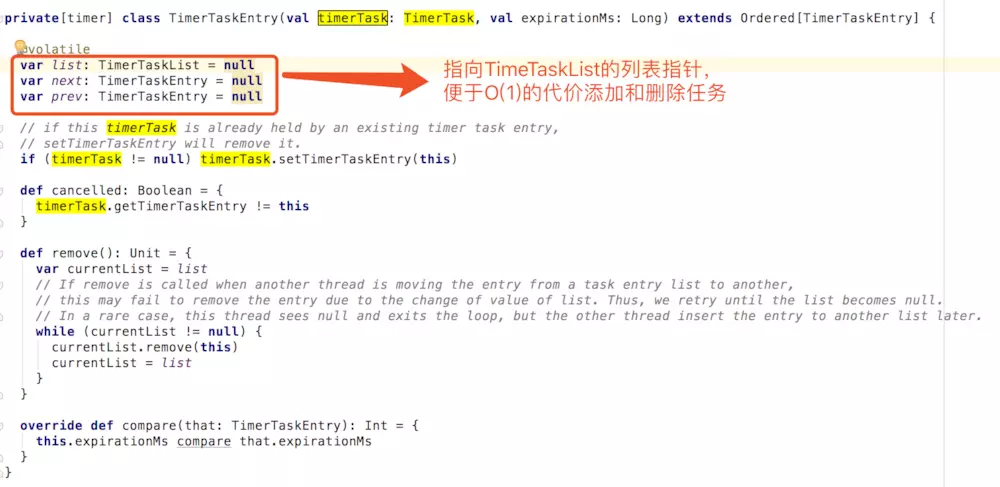 private[timer] class TimerTaskEntry(val timerTask: TimerTask, val expirationMs: Long) extends Ordered[TimerTaskEntry] {
@volatile
var list: TimerTaskList = null
var next: TimerTaskEntry = null
var prev: TimerTaskEntry = null
指向TimeTaskList的列表指针,
便于O(1)的代价添加和删除任务
// if this timerTask is already held by an existing timer task entry,
// setTimerTaskEntry will remove it.
if (timerTask != null) timerTask.setTimerTaskEntry(this)
def cancelled: Boolean = {
timerTask.getTimerTaskEntry != this
}
def remove(): Unit = {
var currentList = list
// If remove is called when another thread is moving the entry from a task entry list to another,
// this may fail to remove the entry due to the change of value of list. Thus, we retry until the list becomes null.
// In a rare case, this thread sees null and exits the loop, but the other thread insert the entry to another list later.
while (currentList != null) {
currentList.remove(this)
currentList = list
}
}
override def compare(that: TimerTaskEntry): Int = {
this.expirationMs compare that.expirationMs
}
}